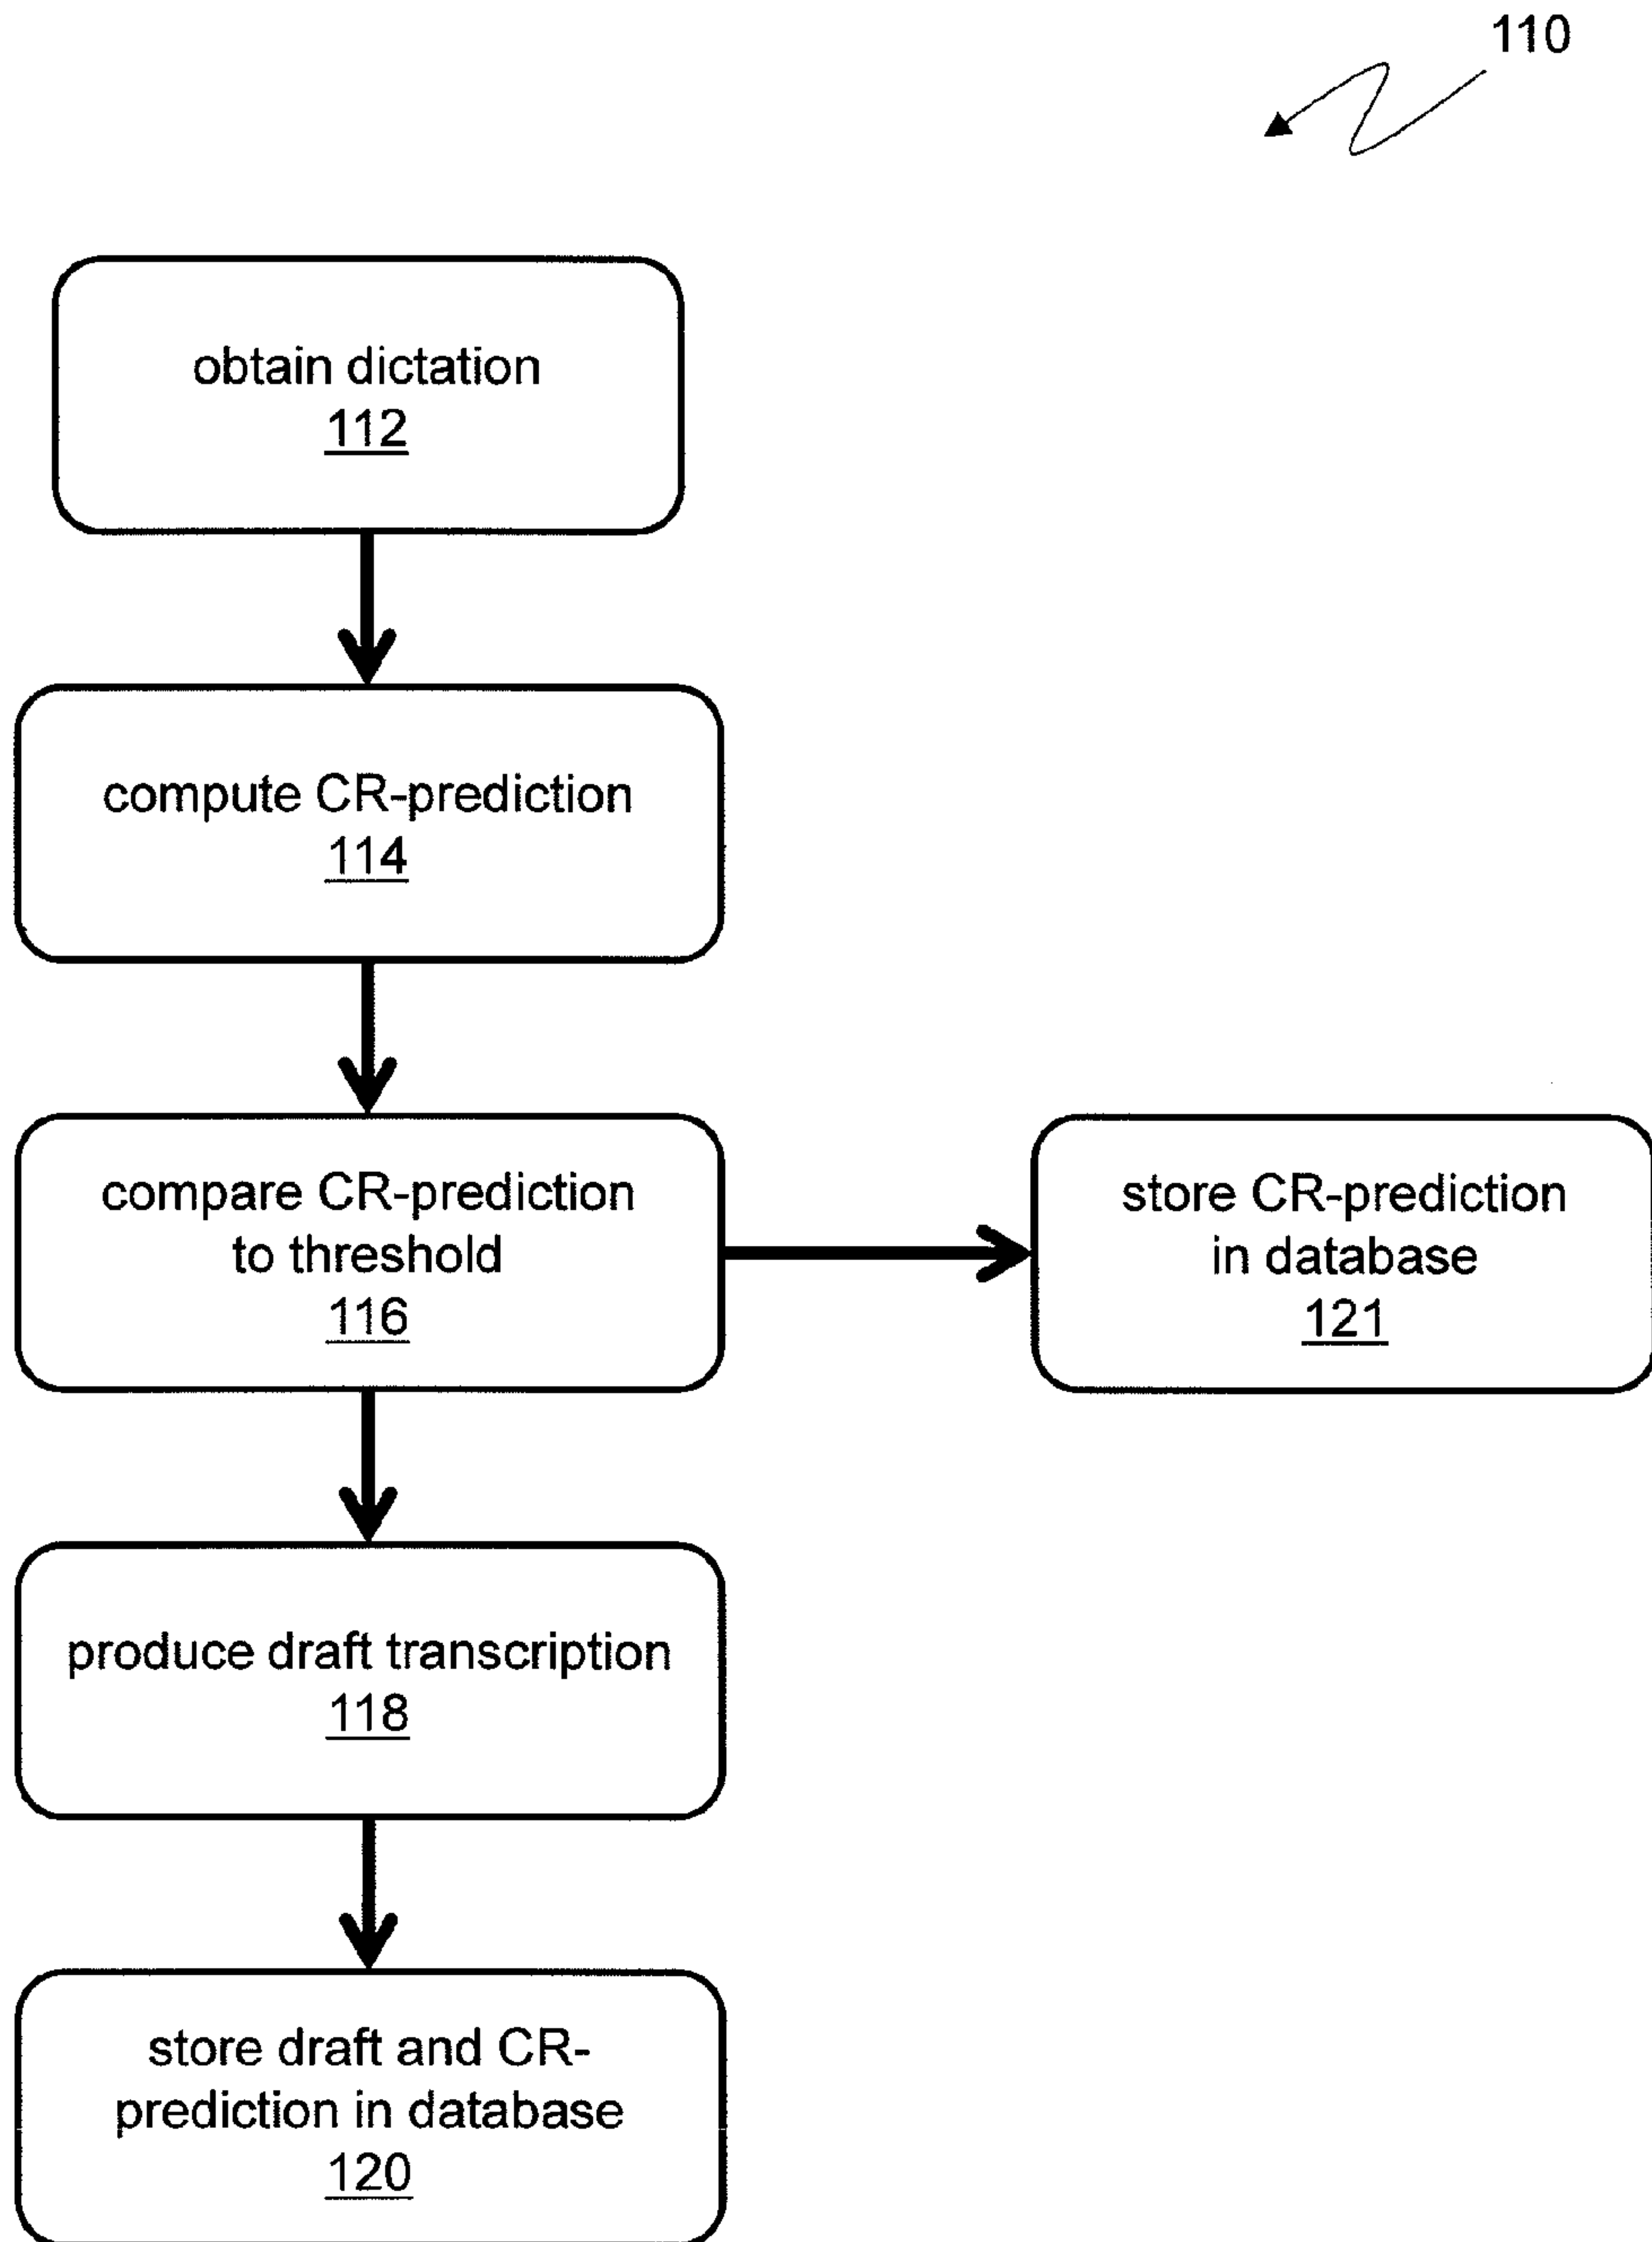 110
obtain dictation
112
compute CR-prediction
114
compare CR-prediction
to threshold
116
store CR-prediction
in database
121
produce draft transcription
118
store draft and CR-
prediction in database
120